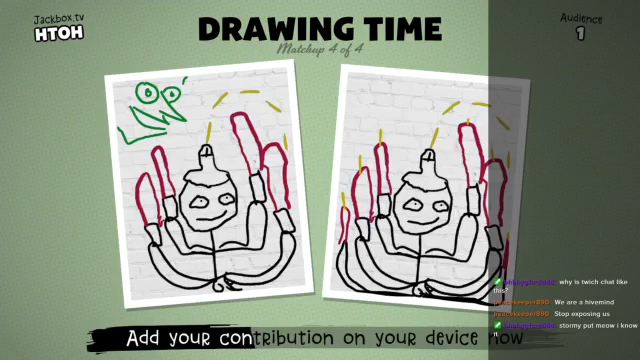 Jackbox.tv
HTOH
DRAWING TIME
Matchup 4 of 4
Audience
1
Add your contribution on your device now
why is twich chat like
this?
We are a hivemind
Stop exposing us
stormy put meow i know
it